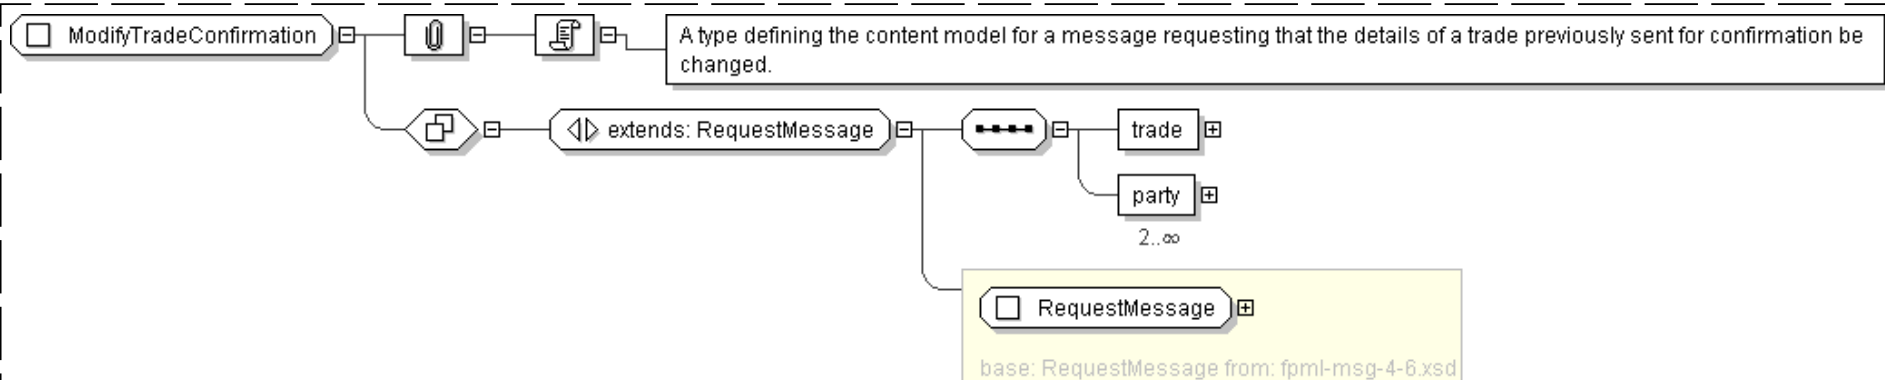 ModifyTradeConfirmation
A type defining the content model for a message requesting that the details of a trade previously sent for confirmation be
changed.
extends: RequestMessage
trade
party
2..∞
RequestMessage
base: RequestMessage from: fpml-msg-4-6.xsd